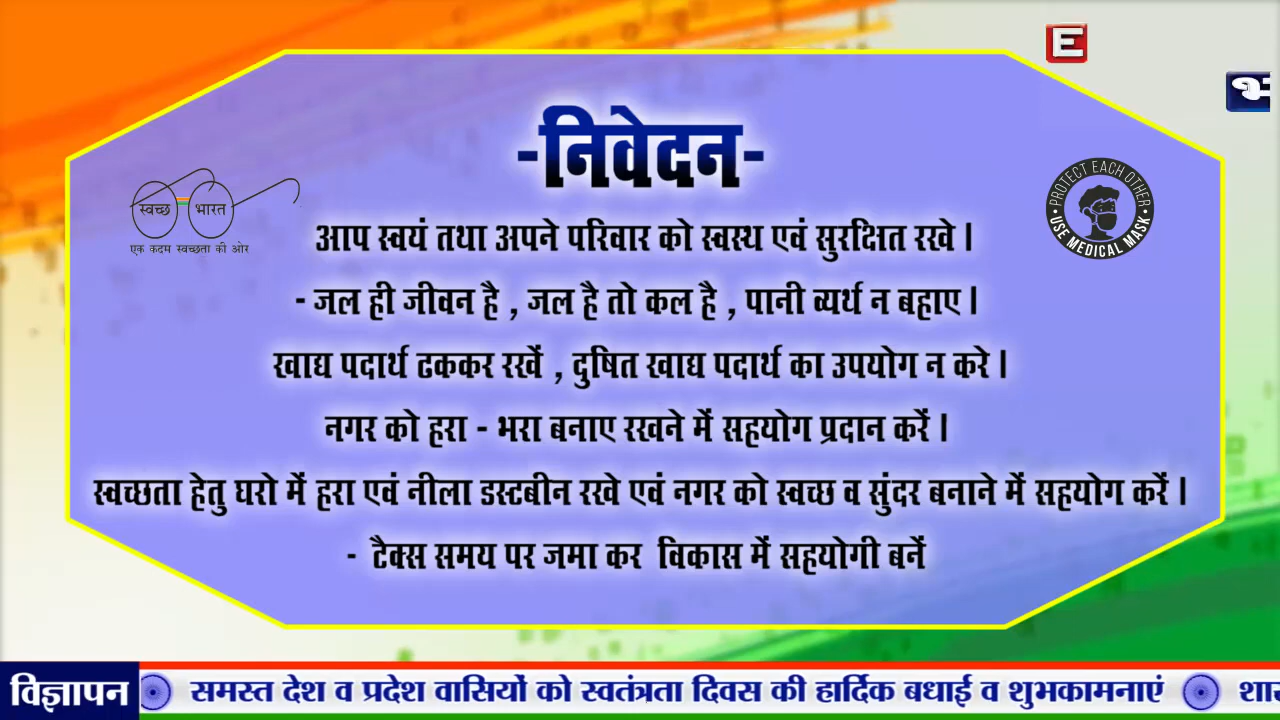 E
-निवेदन-
स्वच्छ भारत
एक कदम स्वच्छता की ओर
PROTECT EACH OTHER
USE MEDICAL MASK
आप स्वयं तथा अपने परिवार को स्वस्थ एवं सुरक्षित रखे ।
- जल ही जीवन है , जल है तो कल है , पानी व्यर्थ न बहाए ।
खाद्य पदार्थ ढककर रखें , दुषित खाद्य पदार्थ का उपयोग न करे ।
नगर को हरा - भरा बनाए रखने में सहयोग प्रदान करें ।
स्वच्छता हेतु घरो में हरा एवं नीला डस्टबीन रखे एवं नगर को स्वच्छ व सुंदर बनाने में सहयोग करें ।
- टैक्स समय पर जमा कर विकास में सहयोगी बनें
विज्ञापन समस्त देश व प्रदेश वासियों को स्वतंत्रता दिवस की हार्दिक बधाई व शुभकामनाएं